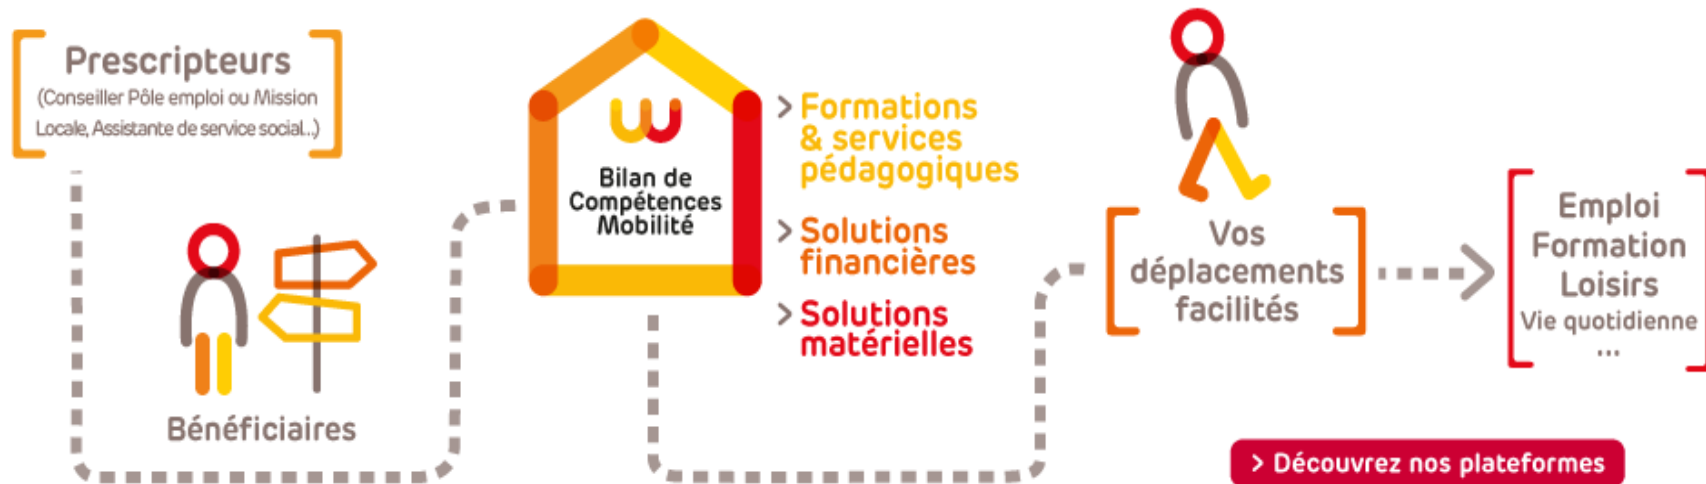 Prescripteurs
(Conseiller Pôle emploi ou Mission
Locale, Assistante de service social...)
Bénéficiaires
Bilan de
Compétences
Mobilité
> Formations
& services
pédagogiques
> Solutions
financières
> Solutions
matérielles
Vos
déplacements
facilités
Emploi
Formation
Loisirs
Vie quotidienne
...
> Découvrez nos plateformes